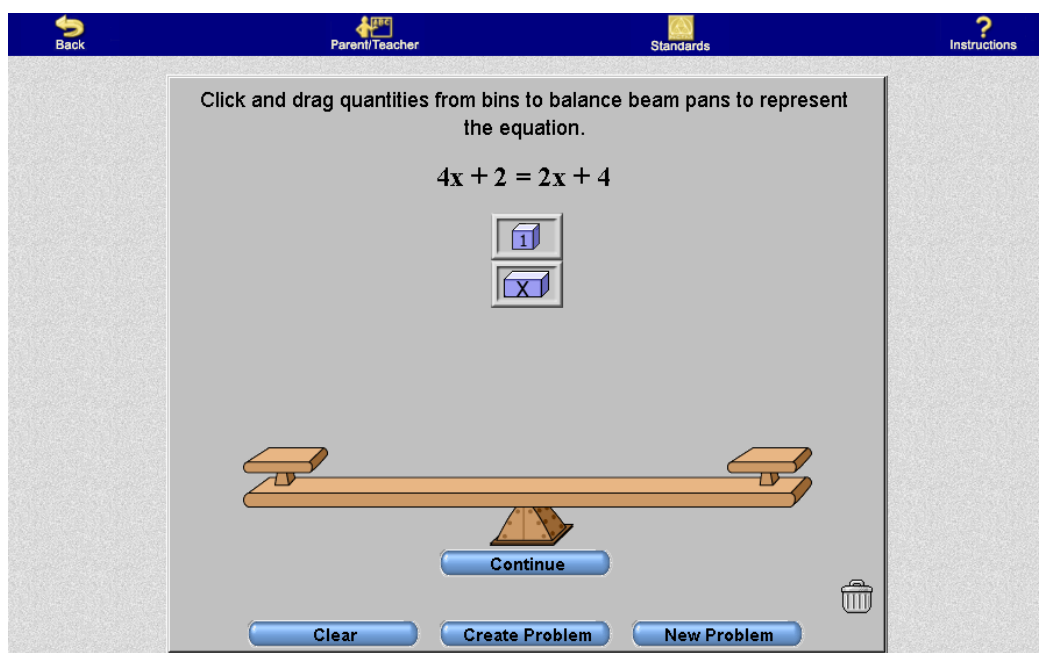 Back
ABC
Parent/Teacher
Standards
?
Instructions
Click and drag quantities from bins to balance beam pans to represent
the equation.
4x + 2 = 2x + 4
1
X
Continue
Clear
Create Problem
New Problem